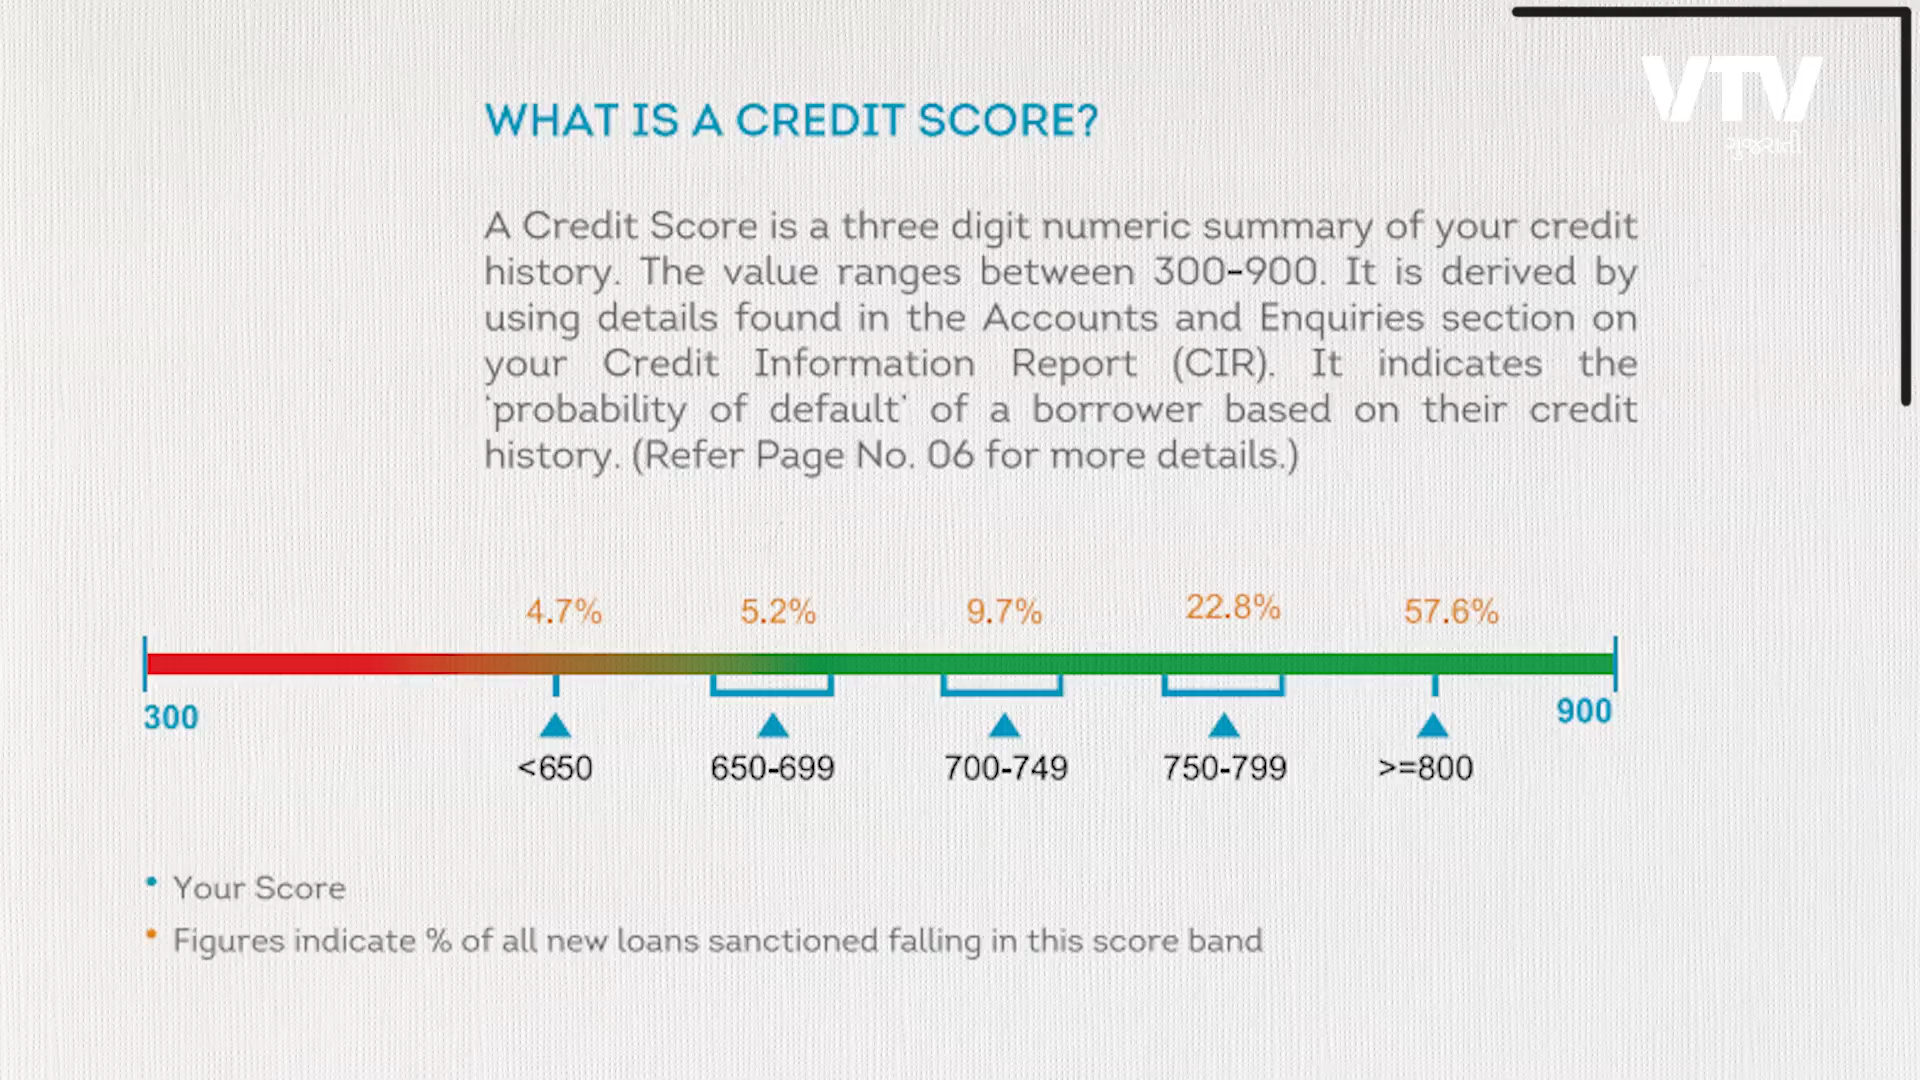 VTV
ગુજરાતી
WHAT IS A CREDIT SCORE?
A Credit Score is a three digit numeric summary of your credit
history. The value ranges between 300-900. It is derived by
using details found in the Accounts and Enquiries section on
your Credit Information Report (CIR). It indicates the
'probability of default' of a borrower based on their credit
history. (Refer Page No. 06 for more details.)
4.7% 5.2% 9.7% 22.8% 57.6%
300 900
<650 650-699 700-749 750-799 >=800
• Your Score
• Figures indicate % of all new loans sanctioned falling in this score band